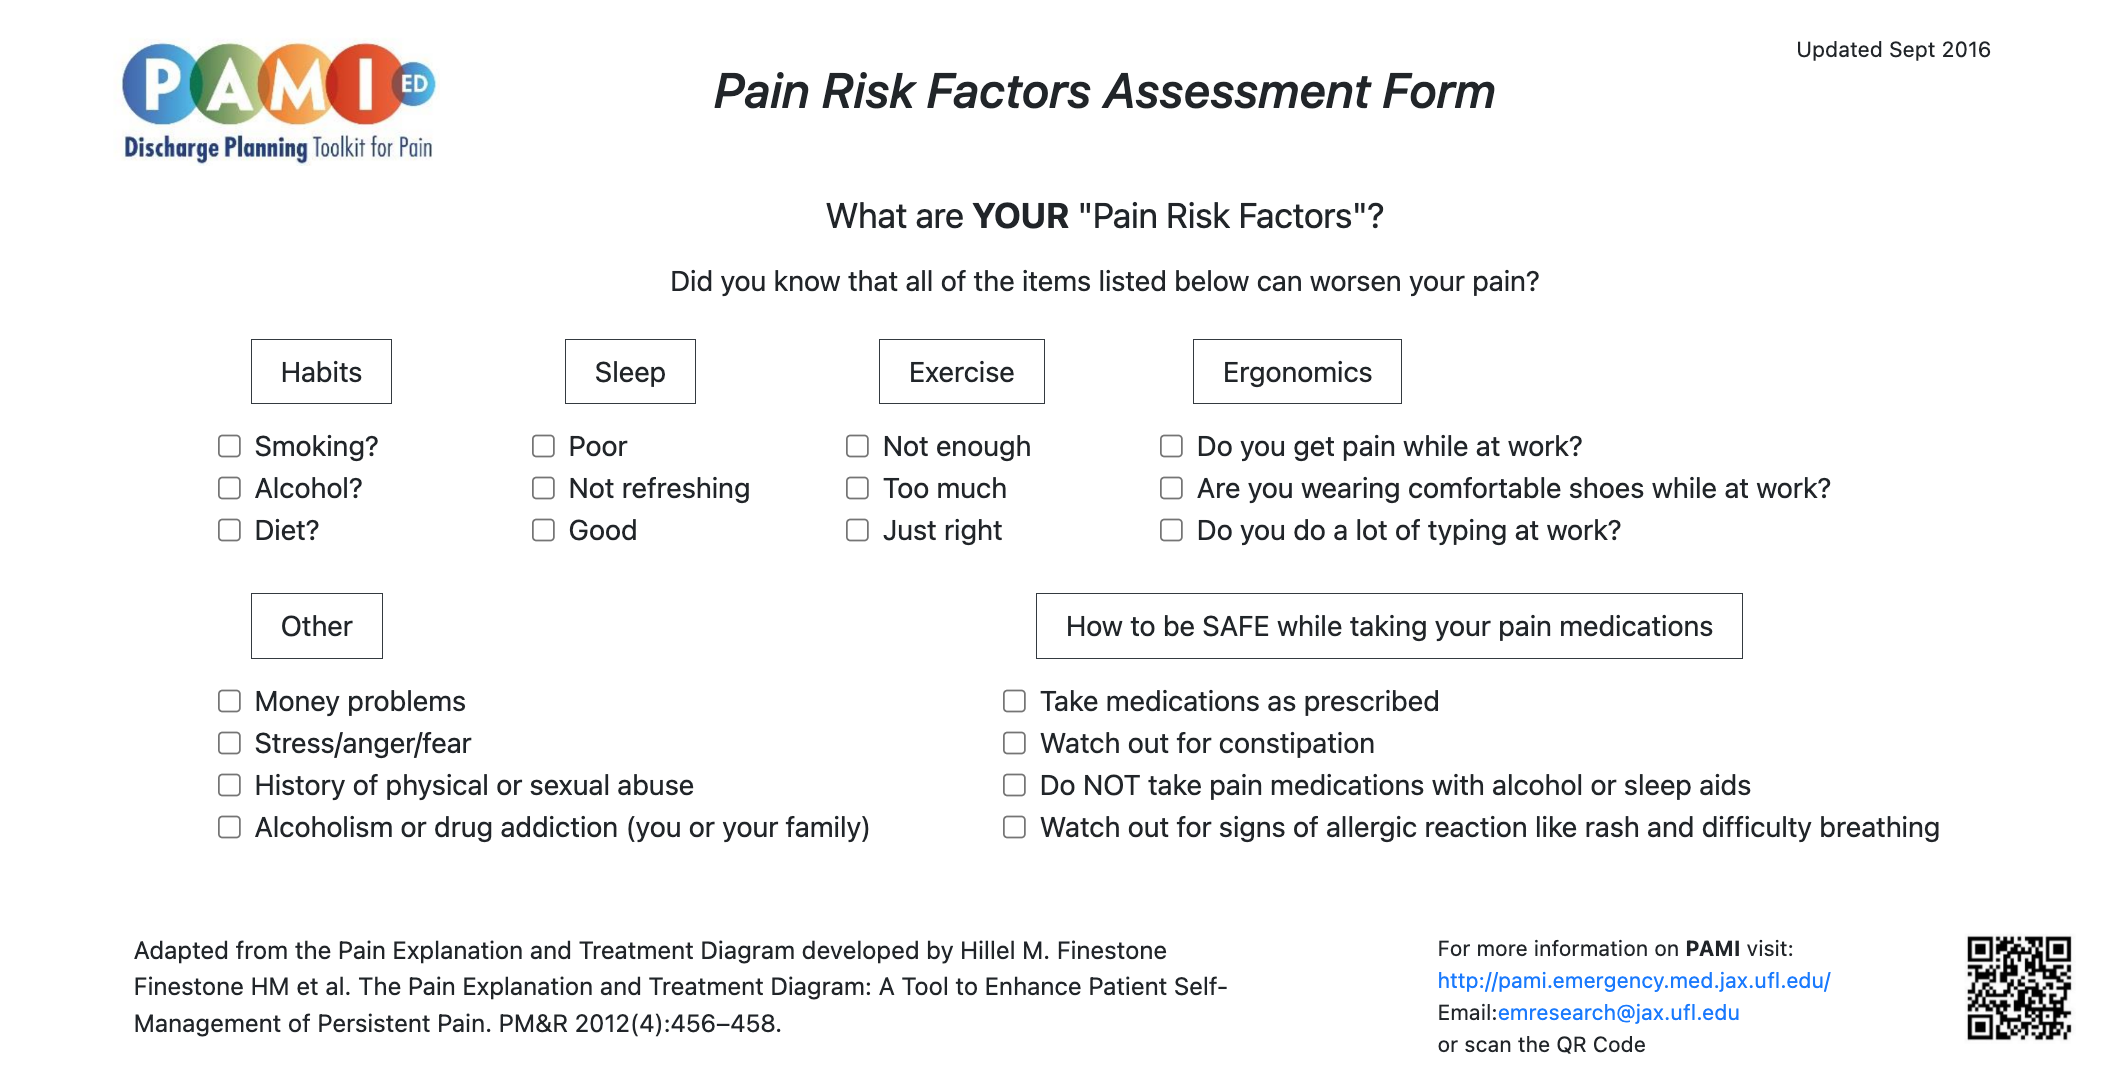 PAMI ED
Discharge Planning Toolkit for Pain
Pain Risk Factors Assessment Form
Updated Sept 2016
What are YOUR "Pain Risk Factors"?
Did you know that all of the items listed below can worsen your pain?
Habits
Smoking?
Alcohol?
Diet?
Sleep
Poor
Not refreshing
Good
Exercise
Not enough
Too much
Just right
Ergonomics
Do you get pain while at work?
Are you wearing comfortable shoes while at work?
Do you do a lot of typing at work?
Other
Money problems
Stress/anger/fear
History of physical or sexual abuse
Alcoholism or drug addiction (you or your family)
How to be SAFE while taking your pain medications
Take medications as prescribed
Watch out for constipation
Do NOT take pain medications with alcohol or sleep aids
Watch out for signs of allergic reaction like rash and difficulty breathing
Adapted from the Pain Explanation and Treatment Diagram developed by Hillel M. Finestone
Finestone HM et al. The Pain Explanation and Treatment Diagram: A Tool to Enhance Patient Self-
Management of Persistent Pain. PM&R 2012(4):456–458.
For more information on PAMI visit:
http://pami.emergency.med.jax.ufl.edu/
Email:emresearch@jax.ufl.edu
or scan the QR Code